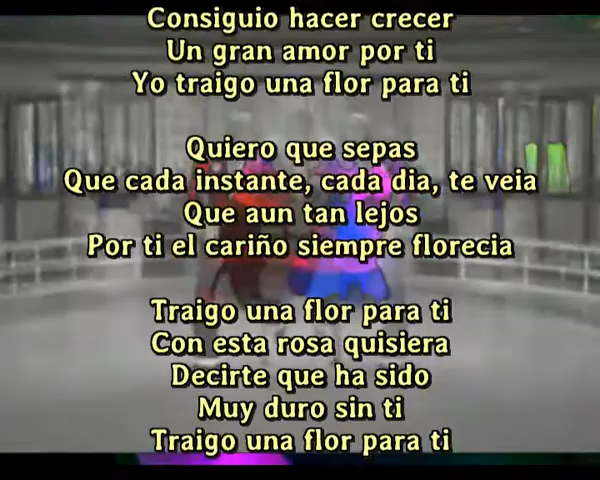 Consiguio hacer crecer
Un gran amor por ti
Yo traigo una flor para ti
Quiero que sepas
Que cada instante, cada dia, te veia
Que aun tan lejos
Por ti el cariño siempre florecia
Traigo una flor para ti
Con esta rosa quisiera
Decirte que ha sido
Muy duro sin ti
Traigo una flor para ti